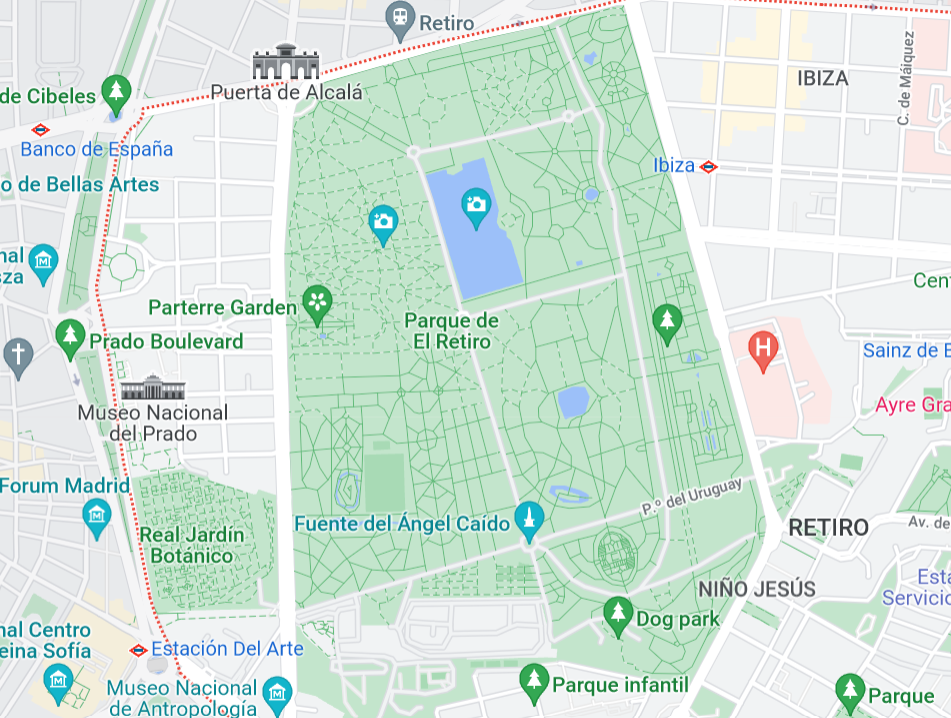 Retiro
Puerta de Alcalá
de Cibeles
IBIZA
C. de Máiquez
Banco de España
Ibiza
o de Bellas Artes
nal
sza
Cent
Parterre Garden
Parque de
El Retiro
Prado Boulevard
H
Sainz de B
Museo Nacional
del Prado
Ayre Gra
Forum Madrid
P.º del Uruguay
Fuente del Ángel Caído
RETIRO
Av. de
Real Jardín
Botánico
Esta
Servicio
NIÑO JESÚS
Dog park
nal Centro
eina Sofía
Estación Del Arte
Museo Nacional
de Antropología
Parque infantil
Parque